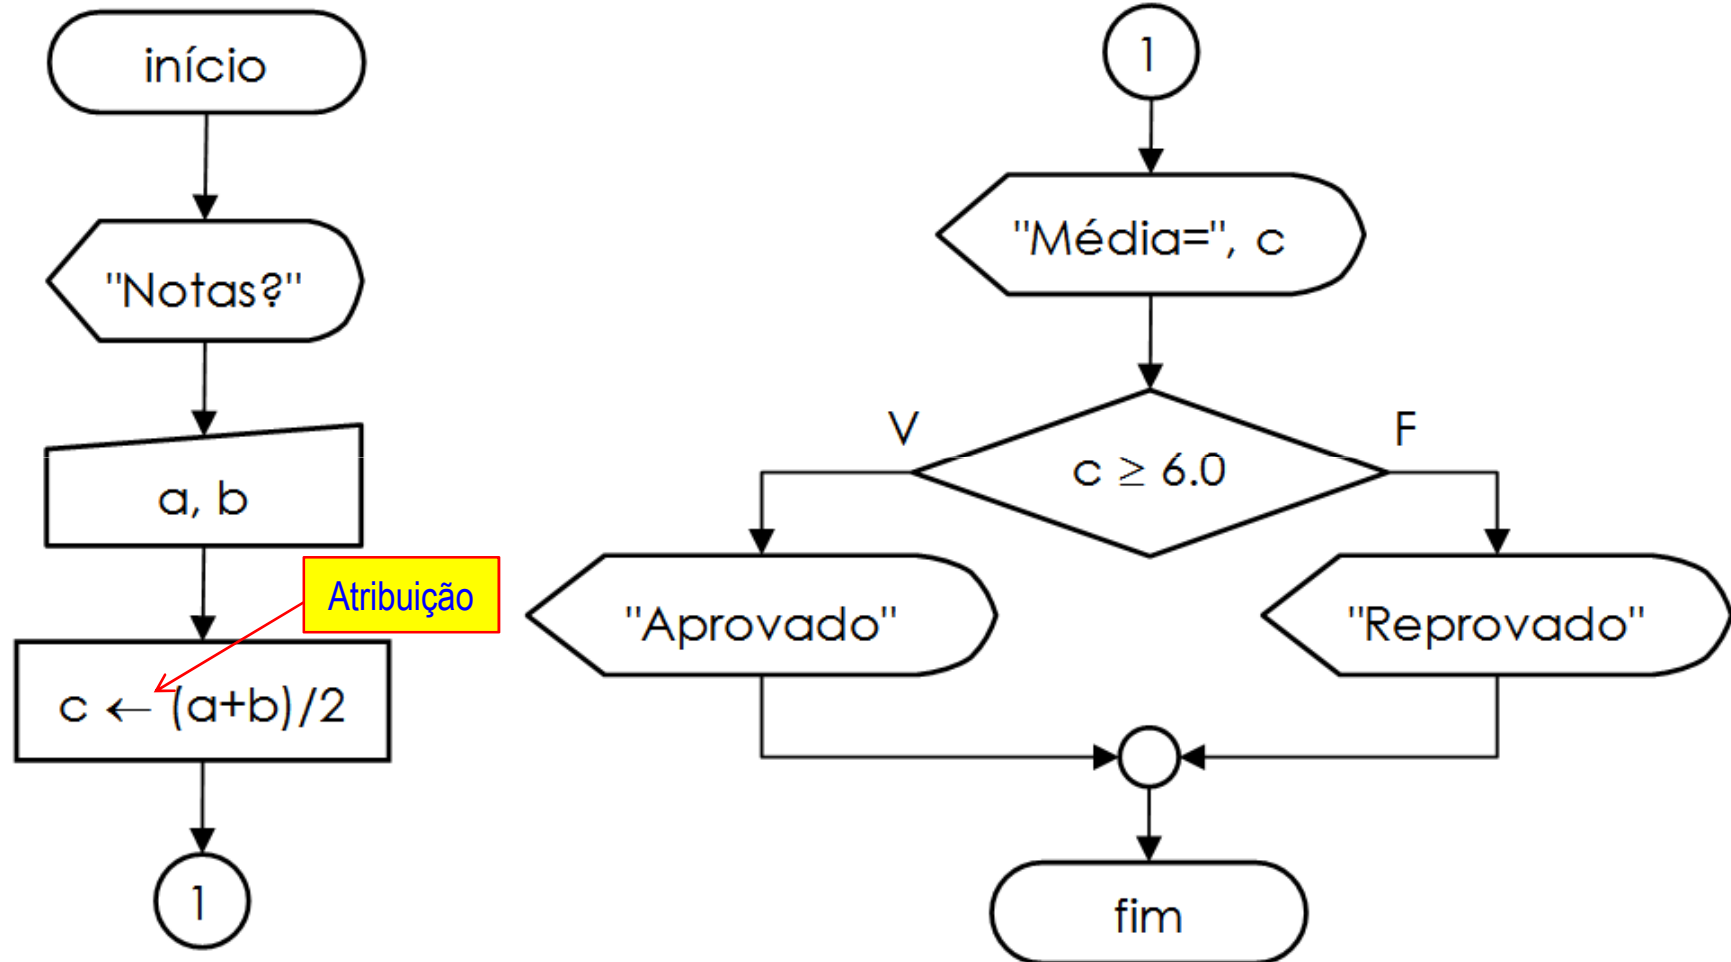 início
"Notas?"
a, b
Atribuição
c ← (a+b)/2
1
1
"Média=", c
V
F
c ≥ 6.0
"Aprovado"
"Reprovado"
fim